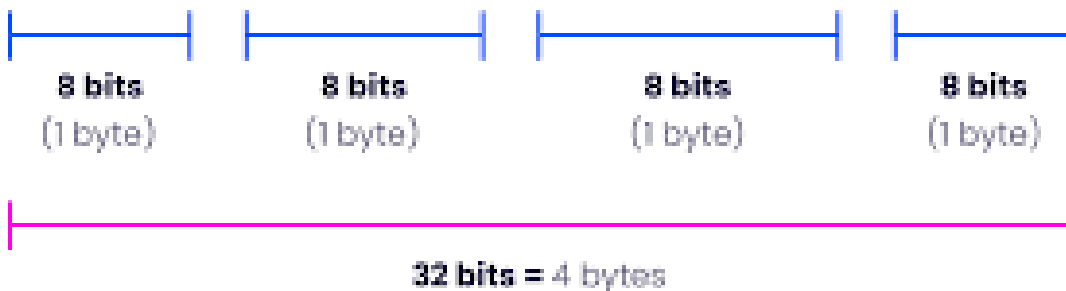 8 bits 8 bits 8 bits 8 bits
(1 byte) (1 byte) (1 byte) (1 byte)
32 bits = 4 bytes